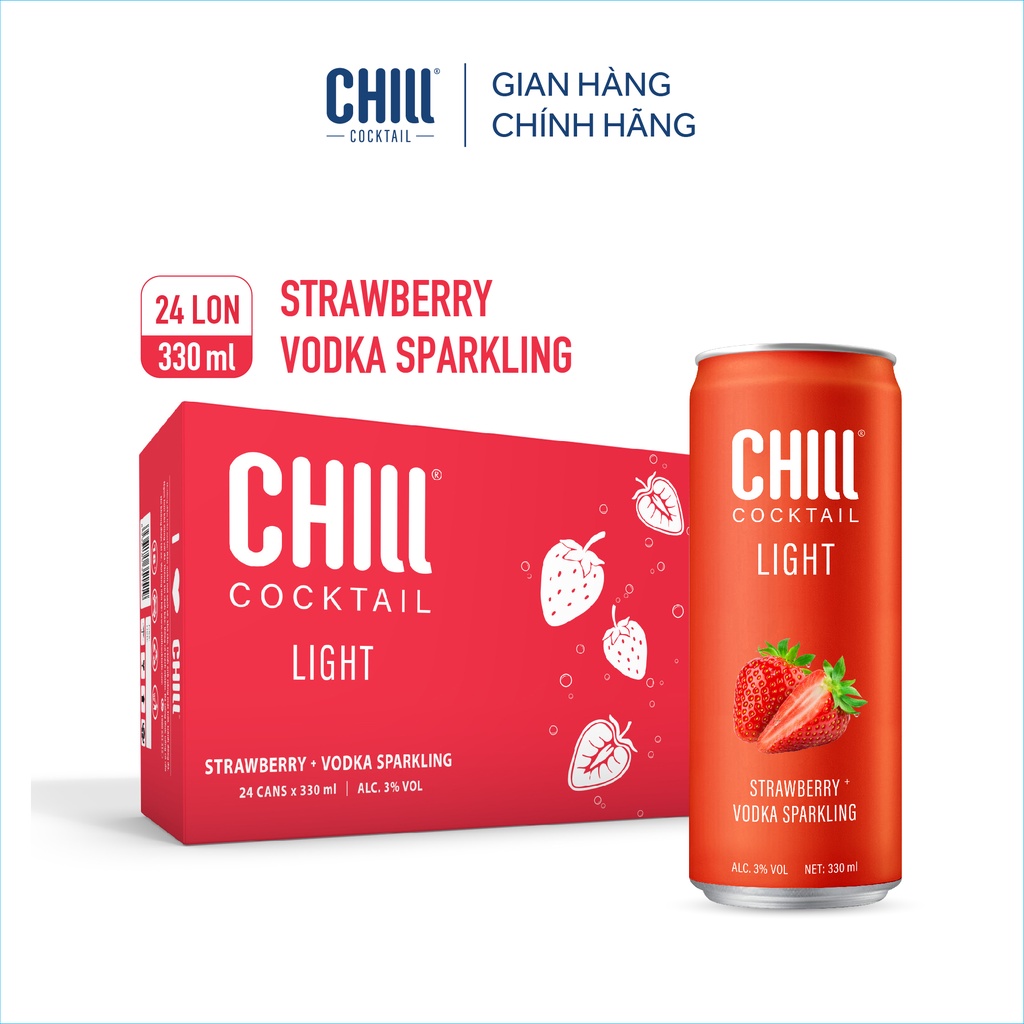 CHILL®
COCKTAIL
GIAN HÀNG
CHÍNH HÃNG
24 LON
330 ml
STRAWBERRY
VODKA SPARKLING
CHILL®
COCKTAIL
LIGHT
STRAWBERRY + VODKA SPARKLING
24 CANS x 330 ml | ALC. 3% VOL
I ♥ CHILL
CHILL®
COCKTAIL
LIGHT
STRAWBERRY +
VODKA SPARKLING
ALC. 3% VOL NET: 330 ml